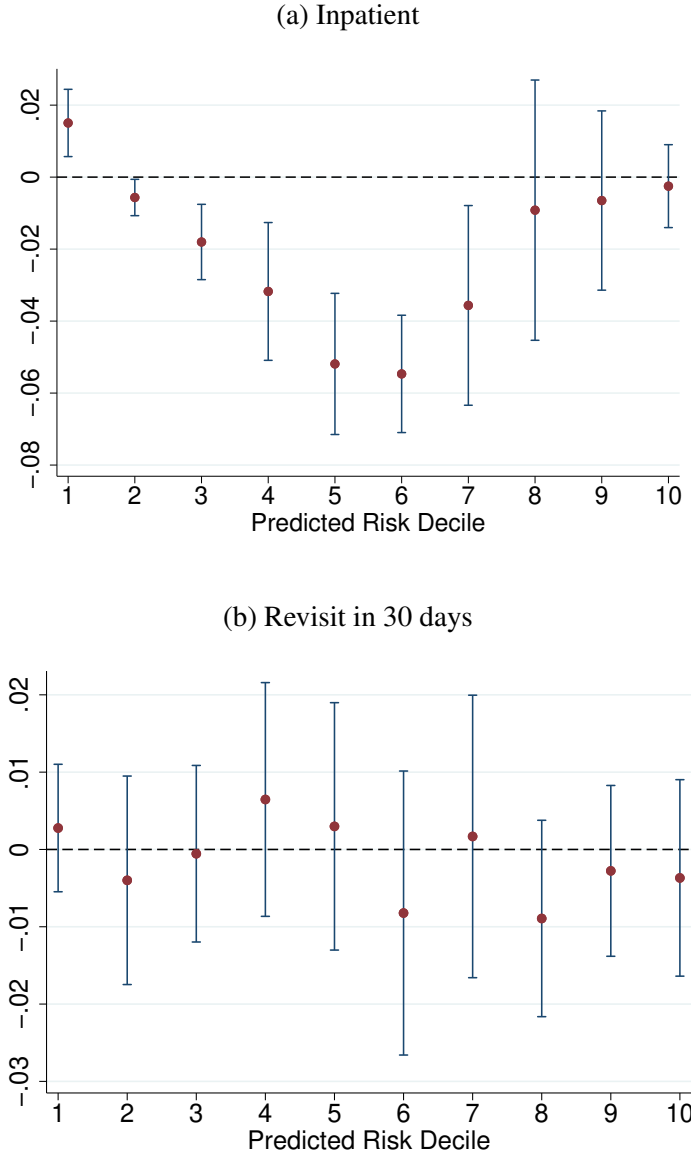 (a) Inpatient
.02
0
−.02
−.04
−.06
−.08
1 2 3 4 5 6 7 8 9 10
Predicted Risk Decile
(b) Revisit in 30 days
.02
.01
0
−.01
−.02
−.03
1 2 3 4 5 6 7 8 9 10
Predicted Risk Decile